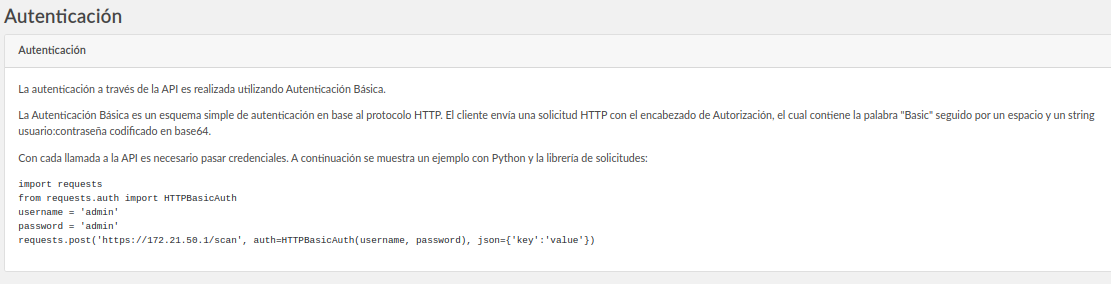 Autenticación
Autenticación
La autenticación a través de la API es realizada utilizando Autenticación Básica.
La Autenticación Básica es un esquema simple de autenticación en base al protocolo HTTP. El cliente envía una solicitud HTTP con el encabezado de Autorización, el cual contiene la palabra "Basic" seguido por un espacio y un string
usuario:contraseña codificado en base64.
Con cada llamada a la API es necesario pasar credenciales. A continuación se muestra un ejemplo con Python y la librería de solicitudes:
import requests
from requests.auth import HTTPBasicAuth
username = 'admin'
password = 'admin'
requests.post('https://172.21.50.1/scan', auth=HTTPBasicAuth(username, password), json={'key':'value'})